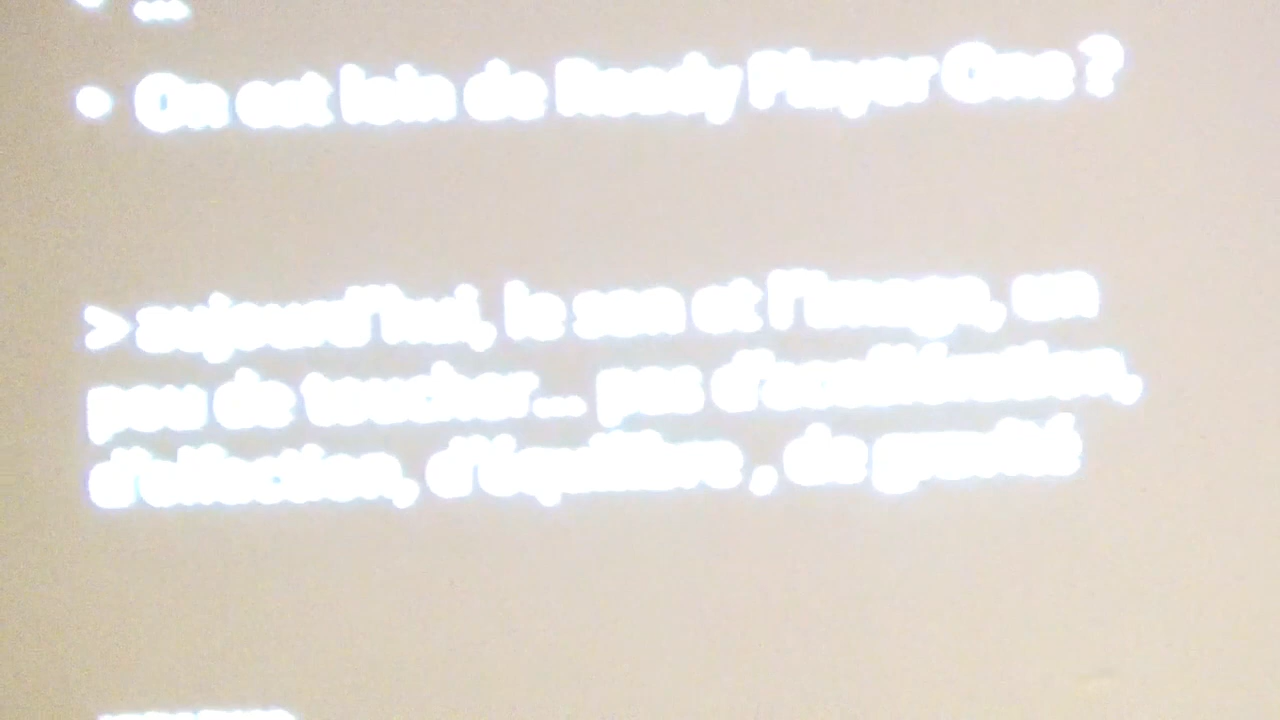 ...
On est loin de Ready Player One ?
> aujourd'hui, le son et l'image, un
peu de toucher... pas d'accélération,
d'olfaction, d'équilibre , de gravité